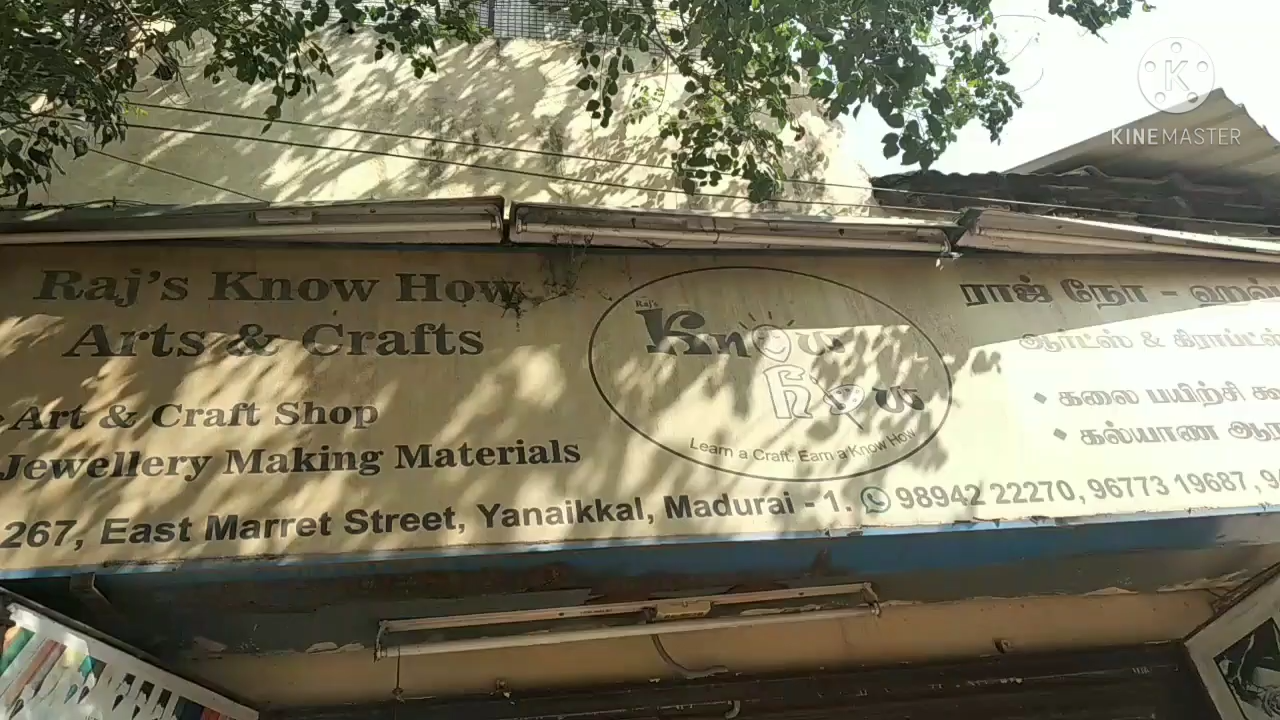 KINEMASTER
Raj's Know How
Arts & Crafts
Art & Craft Shop
Jewellery Making Materials
267, East Marret Street, Yanaikkal, Madurai - 1. 98942 22270, 96773 19687,
Raj's
Know
How
Learn a Craft. Earn a Know How
ராஜ் நோ -
ஆர்ட்ஸ் & கிராப்ட்ஸ்
கலை பயிற்சி
கல்யாண